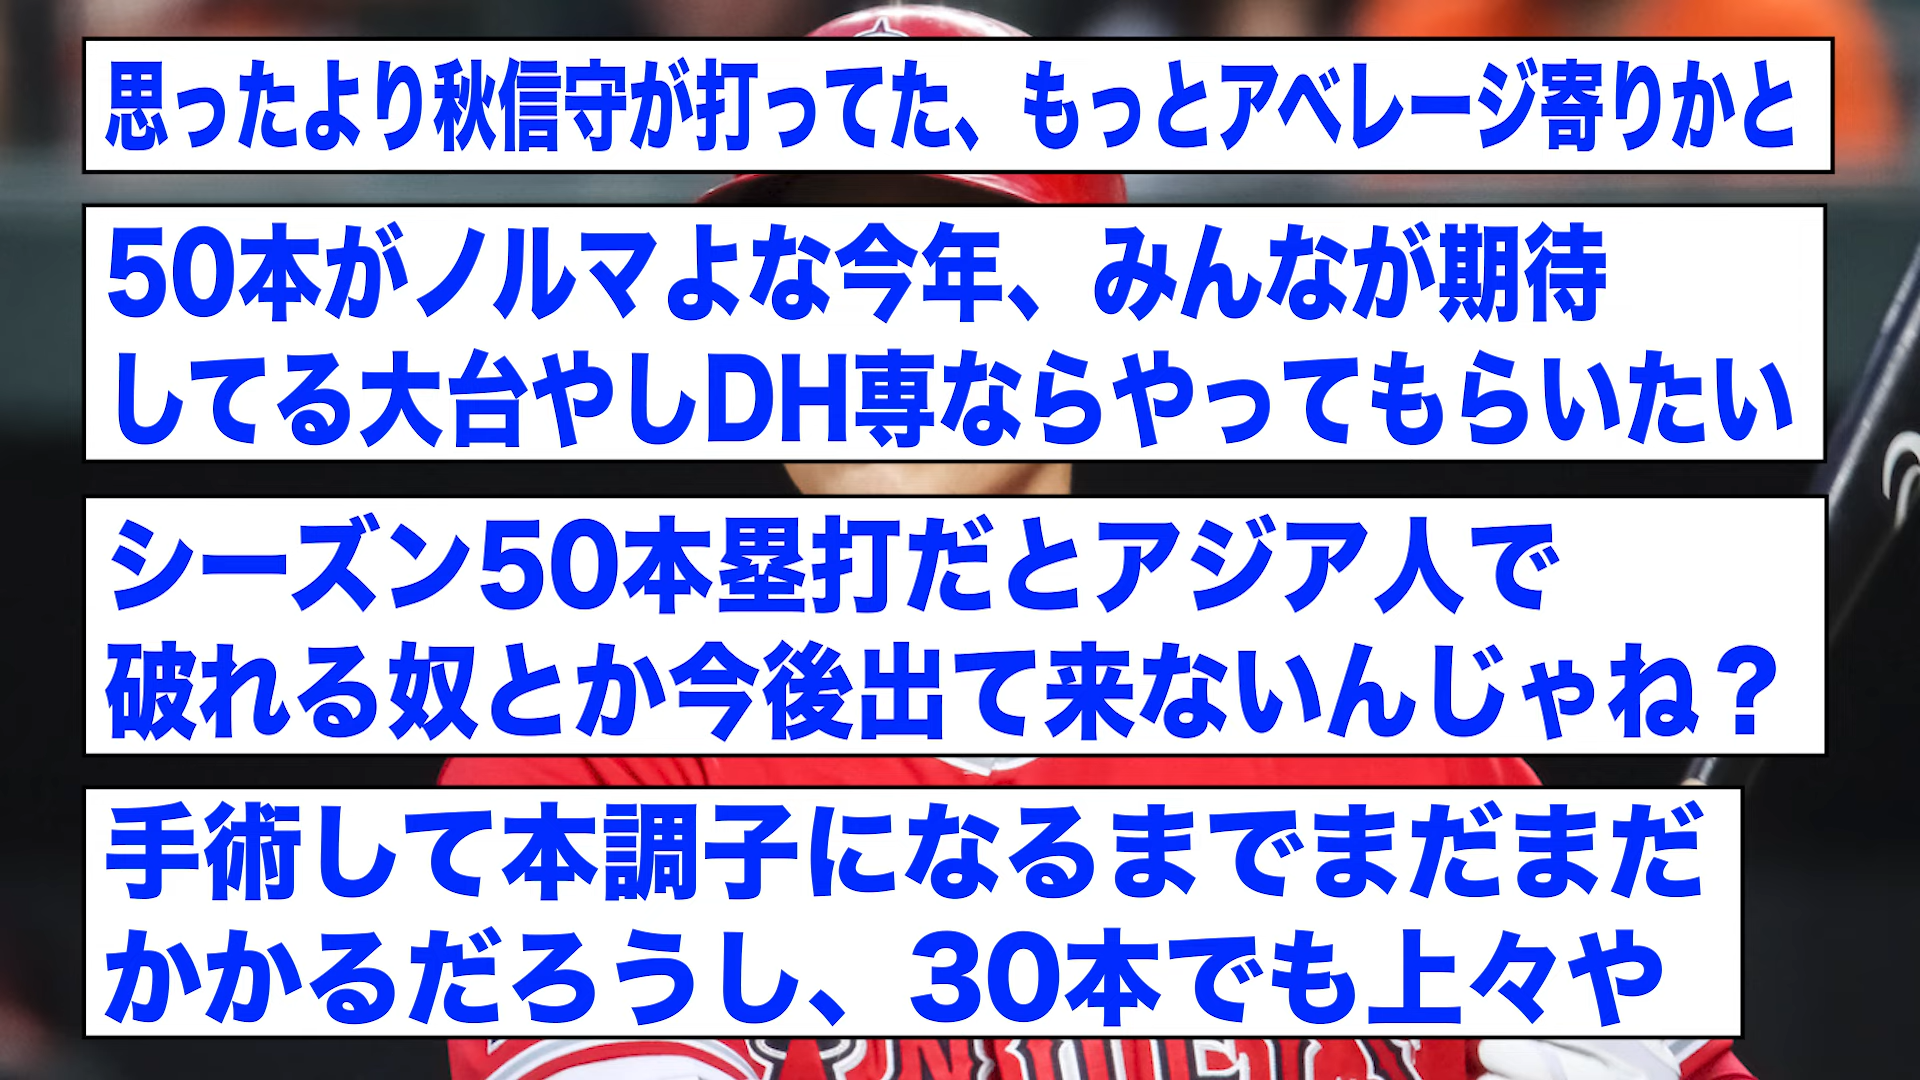 思ったより秋信守が打ってた、もっとアベレージ寄りかと
50本がノルマよな今年、みんなが期待
してる大台やしDH専ならやってもらいたい
シーズン50本塁打だとアジア人で
破れる奴とか今後出て来ないんじゃね？
手術して本調子になるまでまだまだ
かかるだろうし、30本でも上々や